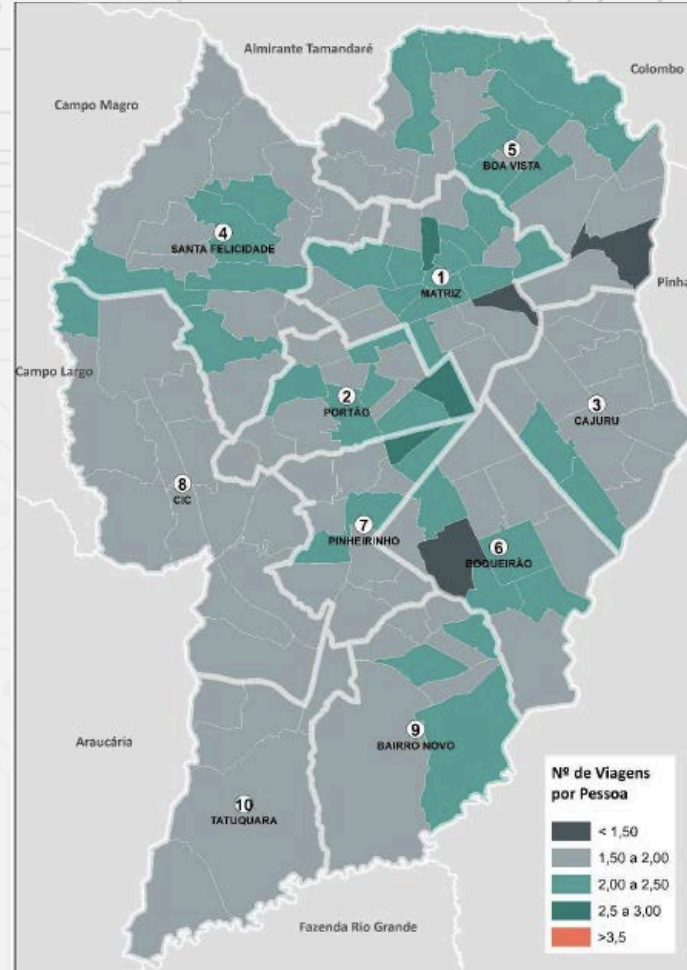 Almirante Tamandaré
Colombo
Campo Magro
5
BOA VISTA
4
SANTA FELICIDADE
1
MATRIZ
Pinha
Campo Largo
2
PORTÃO
3
CAJURU
8
CIC
7
PINHEIRINHO
6
BOQUEIRÃO
9
BAIRRO NOVO
Araucária
10
TATUQUARA
Fazenda Rio Grande
Nº de Viagens
por Pessoa
< 1,50
1,50 a 2,00
2,00 a 2,50
2,5 a 3,00
>3,5